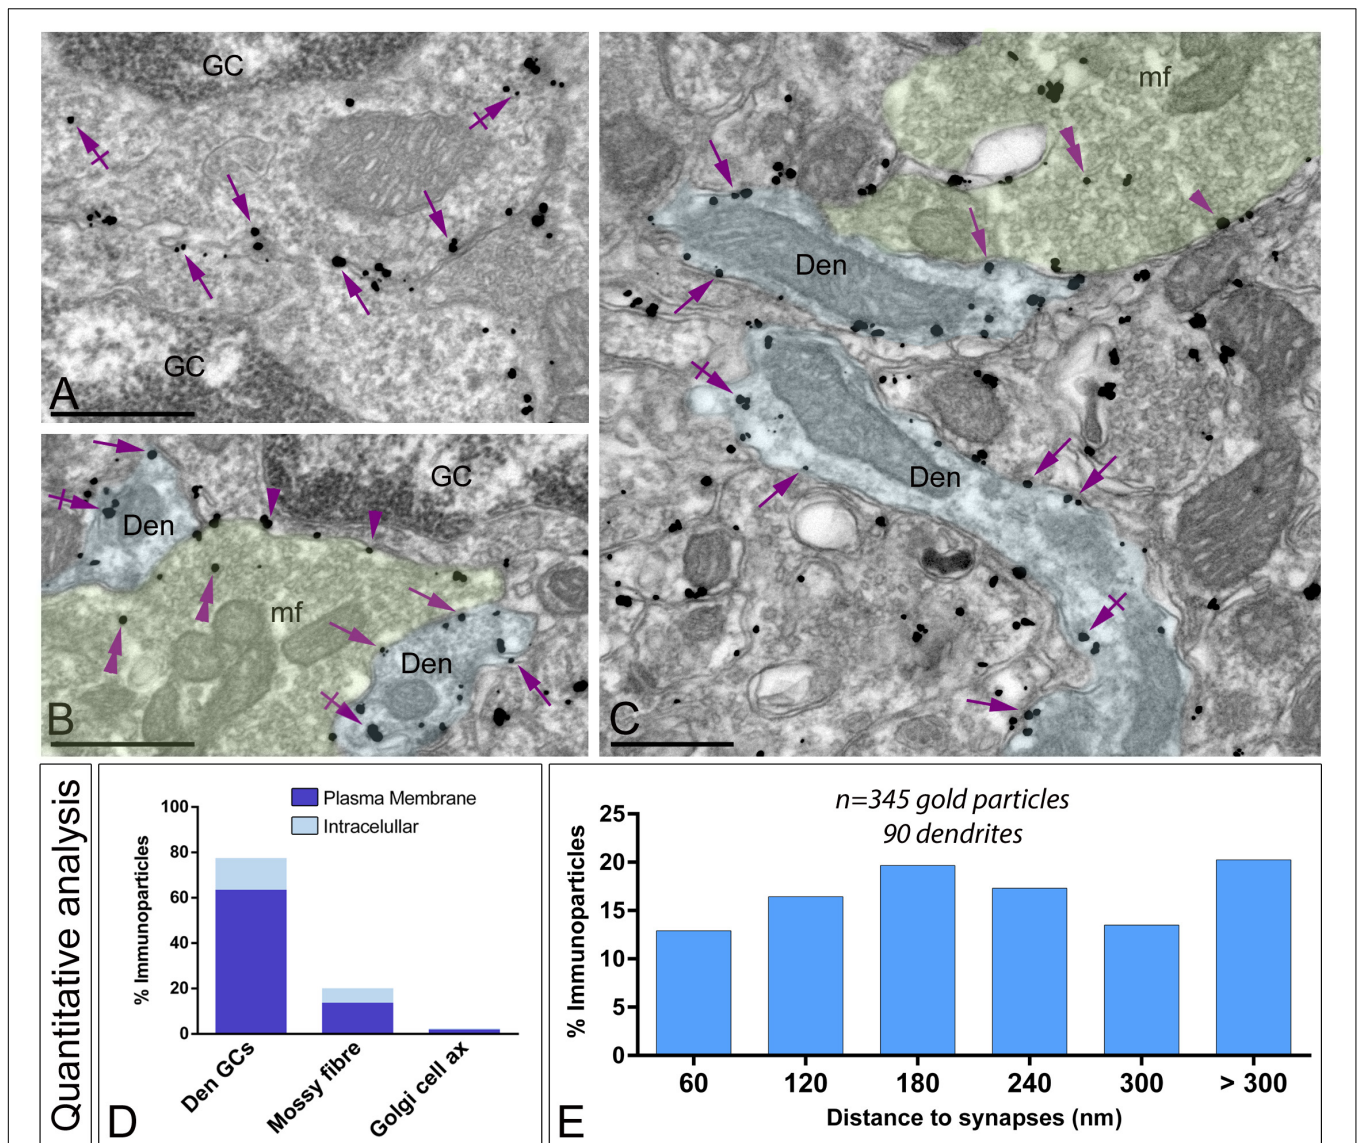 GC
GC
A
mf
Den
Den
C
GC
Den
mf
Den
B
Quantitative analysis
Plasma Membrane
Intracelullar
% Immunoparticles
100
80
60
40
20
0
Den GCs
Mossy fibre
Golgi cell ax
D
n=345 gold particles
90 dendrites
% Immunoparticles
25
20
15
10
5
0
60 120 180 240 300 > 300
Distance to synapses (nm)
E